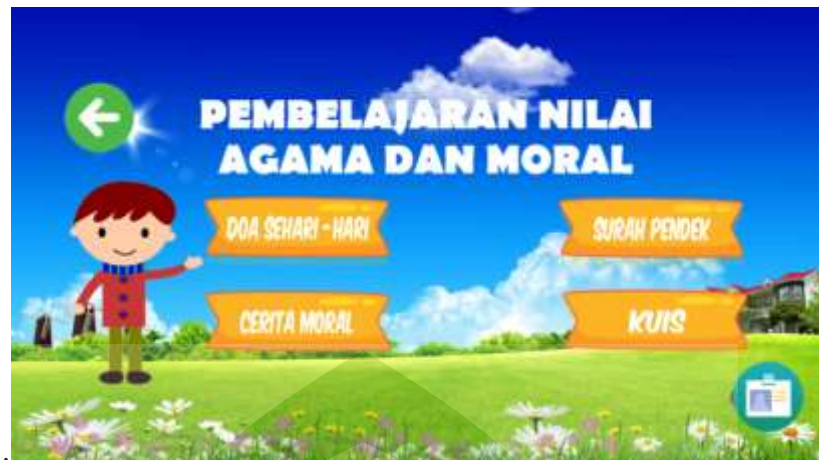 PEMBELAJARAN NILAI
AGAMA DAN MORAL
DOA SEHARI - HARI
SURAH PENDEK
CERITA MORAL
KUIS